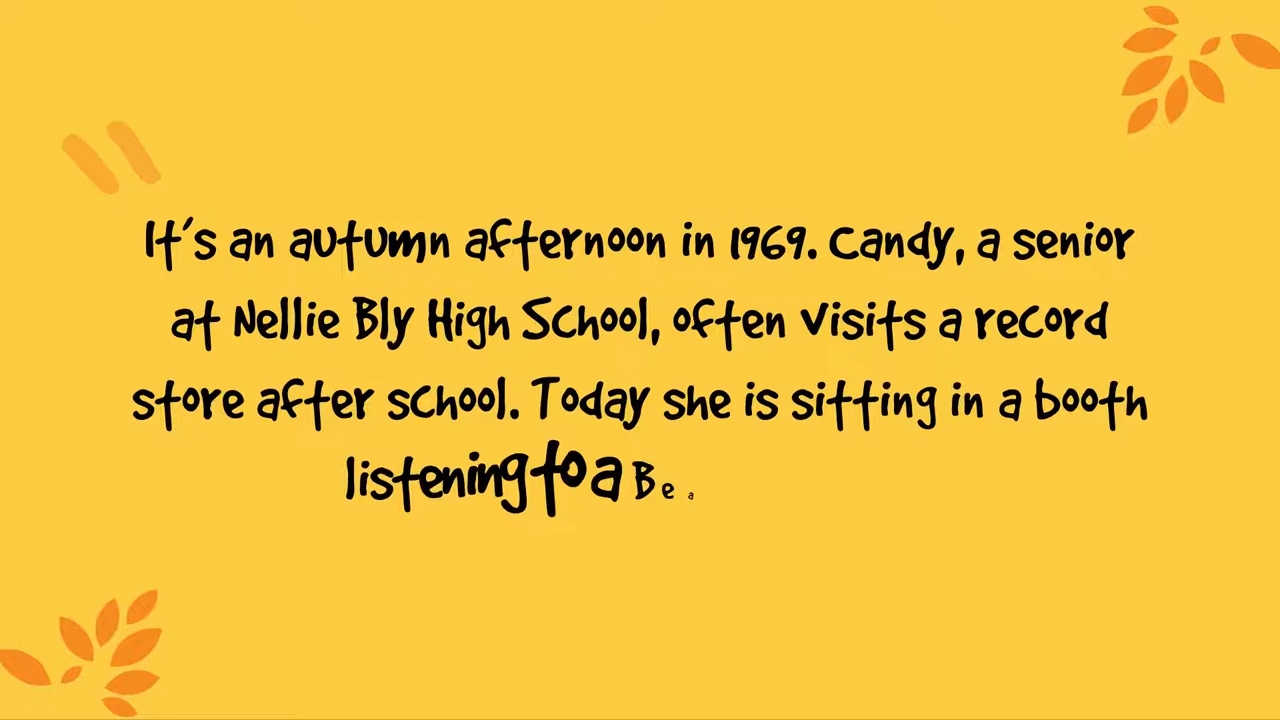 It's an autumn afternoon in 1969. Candy, a senior
at Nellie Bly High School, often visits a record
store after school. Today she is sitting in a booth
listening to a Bea